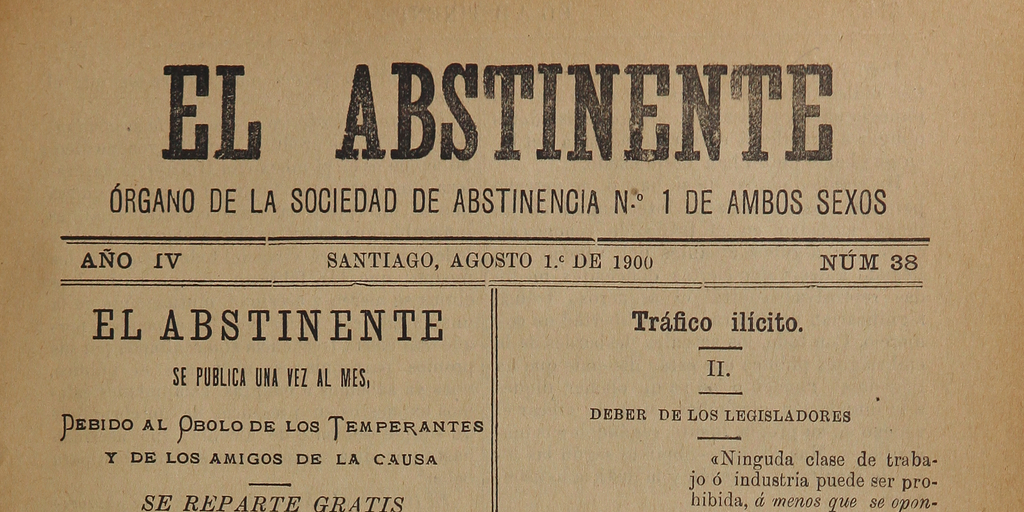 EL ABSTINENTE
ÓRGANO DE LA SOCIEDAD DE ABSTINENCIA N.º 1 DE AMBOS SEXOS
AÑO IV SANTIAGO, AGOSTO 1.º DE 1900 NÚM 38
EL ABSTINENTE
SE PUBLICA UNA VEZ AL MES,
DEBIDO AL OBOLO DE LOS TEMPERANTES
Y DE LOS AMIGOS DE LA CAUSA
SE REPARTE GRATIS
Tráfico ilícito.
II.
DEBER DE LOS LEGISLADORES
«Ninguda clase de traba-
jo ó industría puede ser pro-
hibida, á menos que se opon-